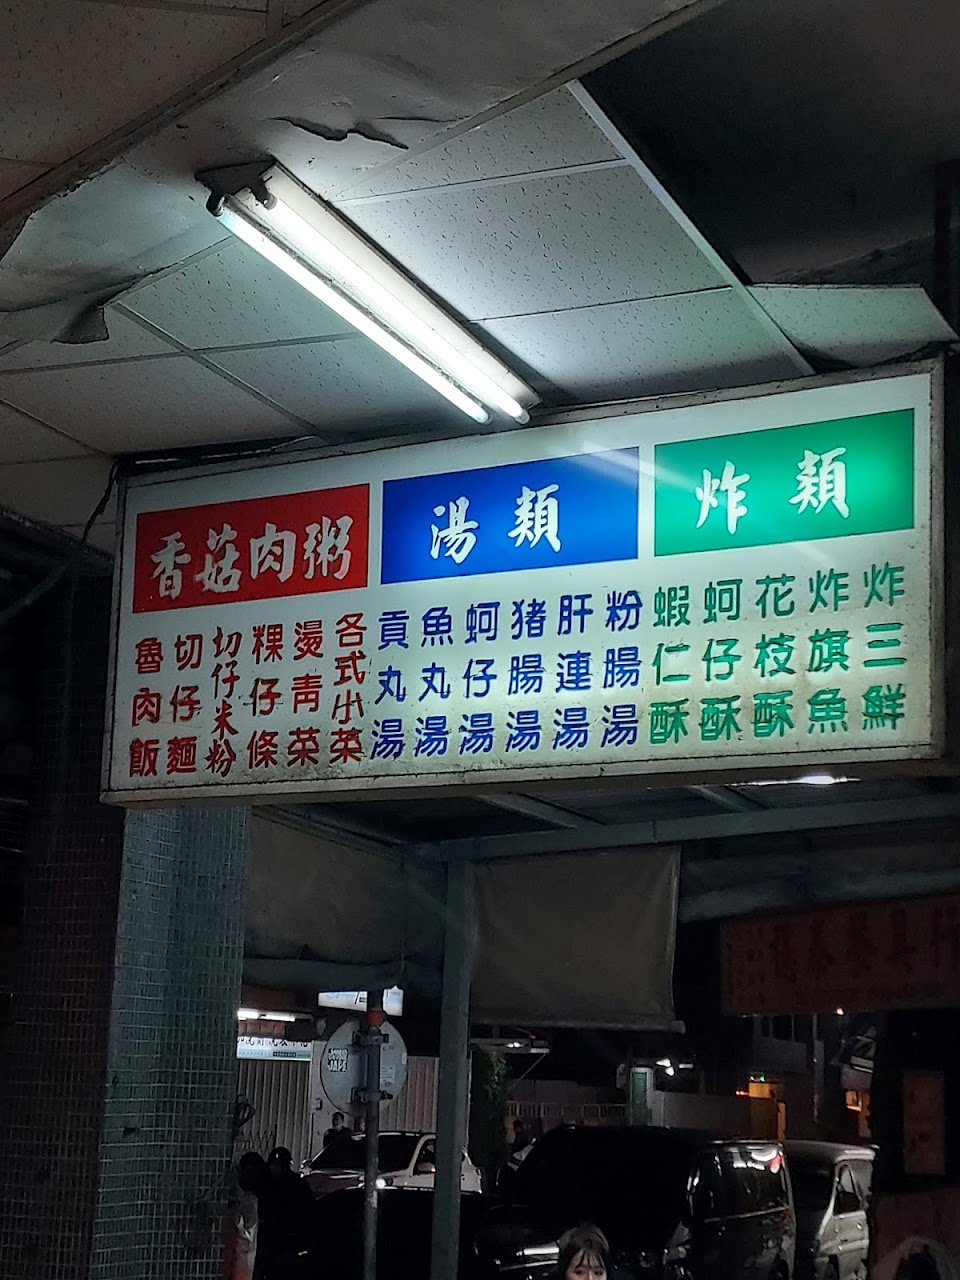 香菇肉粥
湯類
炸類
魯肉飯
切仔麵
切仔米粉
粿仔條
燙青菜
各式小菜
貢丸湯
魚丸湯
蚵仔湯
猪腸湯
肝連湯
粉腸湯
蝦仁酥
蚵仔酥
花枝酥
炸旗魚
炸三鮮